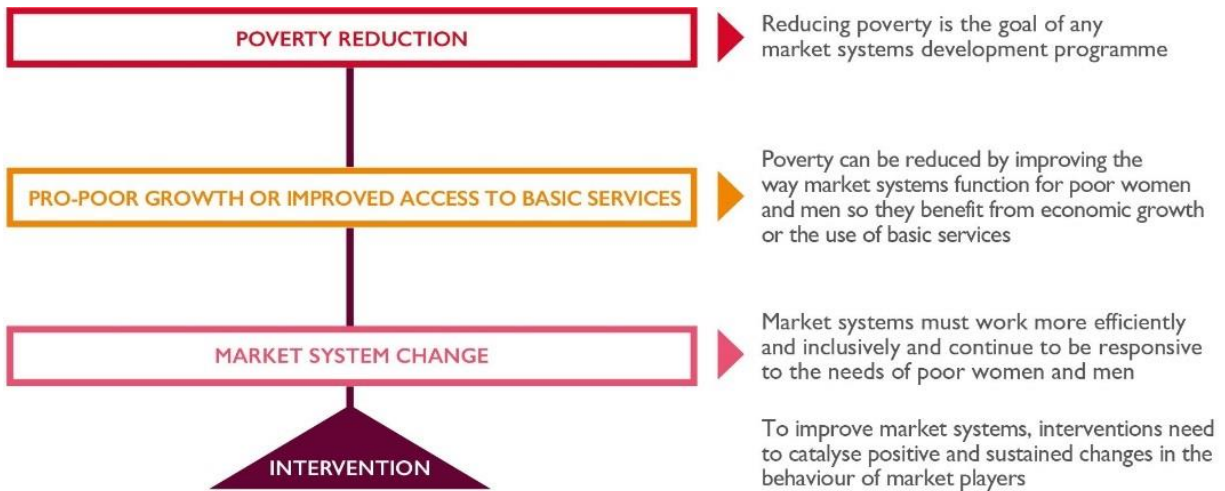 POVERTY REDUCTION
Reducing poverty is the goal of any
market systems development programme
PRO-POOR GROWTH OR IMPROVED ACCESS TO BASIC SERVICES
Poverty can be reduced by improving the
way market systems function for poor women
and men so they benefit from economic growth
or the use of basic services
MARKET SYSTEM CHANGE
Market systems must work more efficiently
and inclusively and continue to be responsive
to the needs of poor women and men
INTERVENTION
To improve market systems, interventions need
to catalyse positive and sustained changes in the
behaviour of market players